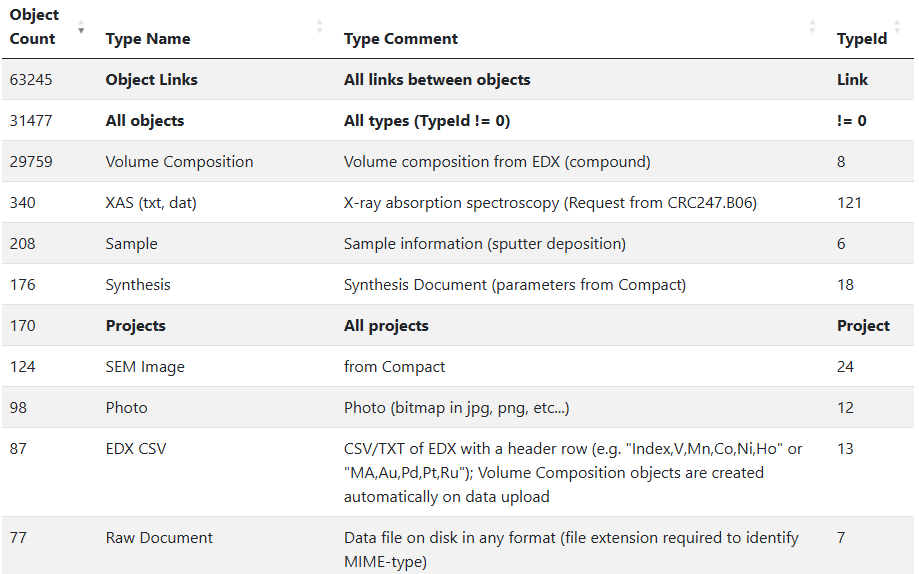 Object Count Type Name Type Comment TypeId
63245 Object Links All links between objects Link
31477 All objects All types (TypeId != 0) != 0
29759 Volume Composition Volume composition from EDX (compound) 8
340 XAS (txt, dat) X-ray absorption spectroscopy (Request from CRC247.B06) 121
208 Sample Sample information (sputter deposition) 6
176 Synthesis Synthesis Document (parameters from Compact) 18
170 Projects All projects Project
124 SEM Image from Compact 24
98 Photo Photo (bitmap in jpg, png, etc...) 12
87 EDX CSV CSV/TXT of EDX with a header row (e.g. "Index,V,Mn,Co,Ni,Ho" or 13
"MA,Au,Pd,Pt,Ru"); Volume Composition objects are created
automatically on data upload
77 Raw Document Data file on disk in any format (file extension required to identify 7
MIME-type)